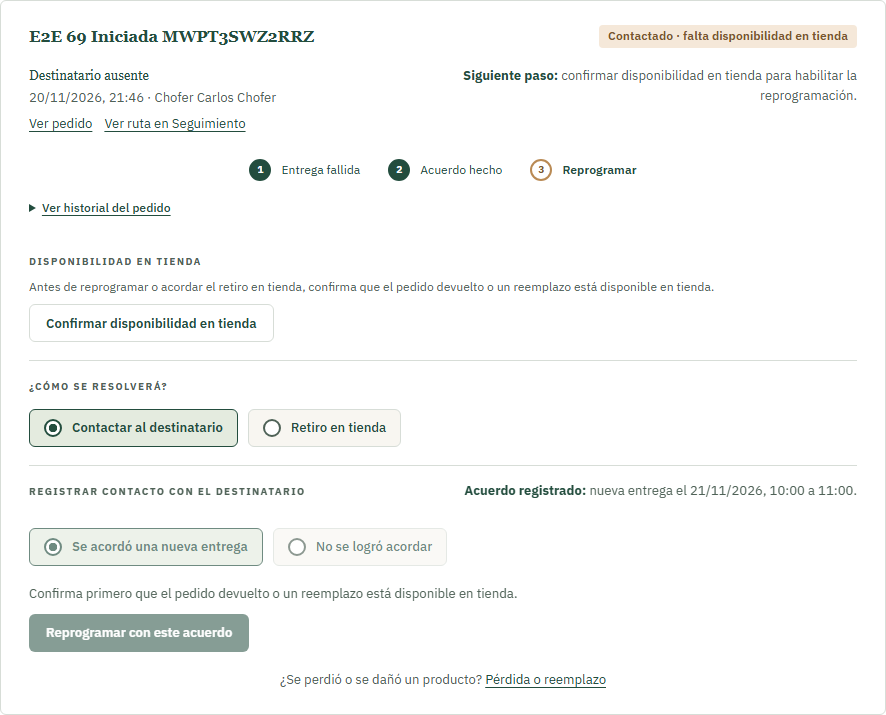 E2E 69 Iniciada MWPT3SWZ2RRZ
Contactado · falta disponibilidad en tienda
Destinatario ausente
20/11/2026, 21:46 · Chofer Carlos Chofer
Ver pedido Ver ruta en Seguimiento
Siguiente paso: confirmar disponibilidad en tienda para habilitar la
reprogramación.
1 Entrega fallida 2 Acuerdo hecho 3 Reprogramar
Ver historial del pedido
DISPONIBILIDAD EN TIENDA
Antes de reprogramar o acordar el retiro en tienda, confirma que el pedido devuelto o un reemplazo está disponible en tienda.
Confirmar disponibilidad en tienda
¿CÓMO SE RESOLVERÁ?
Contactar al destinatario Retiro en tienda
REGISTRAR CONTACTO CON EL DESTINATARIO
Acuerdo registrado: nueva entrega el 21/11/2026, 10:00 a 11:00.
Se acordó una nueva entrega No se logró acordar
Confirma primero que el pedido devuelto o un reemplazo está disponible en tienda.
Reprogramar con este acuerdo
¿Se perdió o se dañó un producto? Pérdida o reemplazo